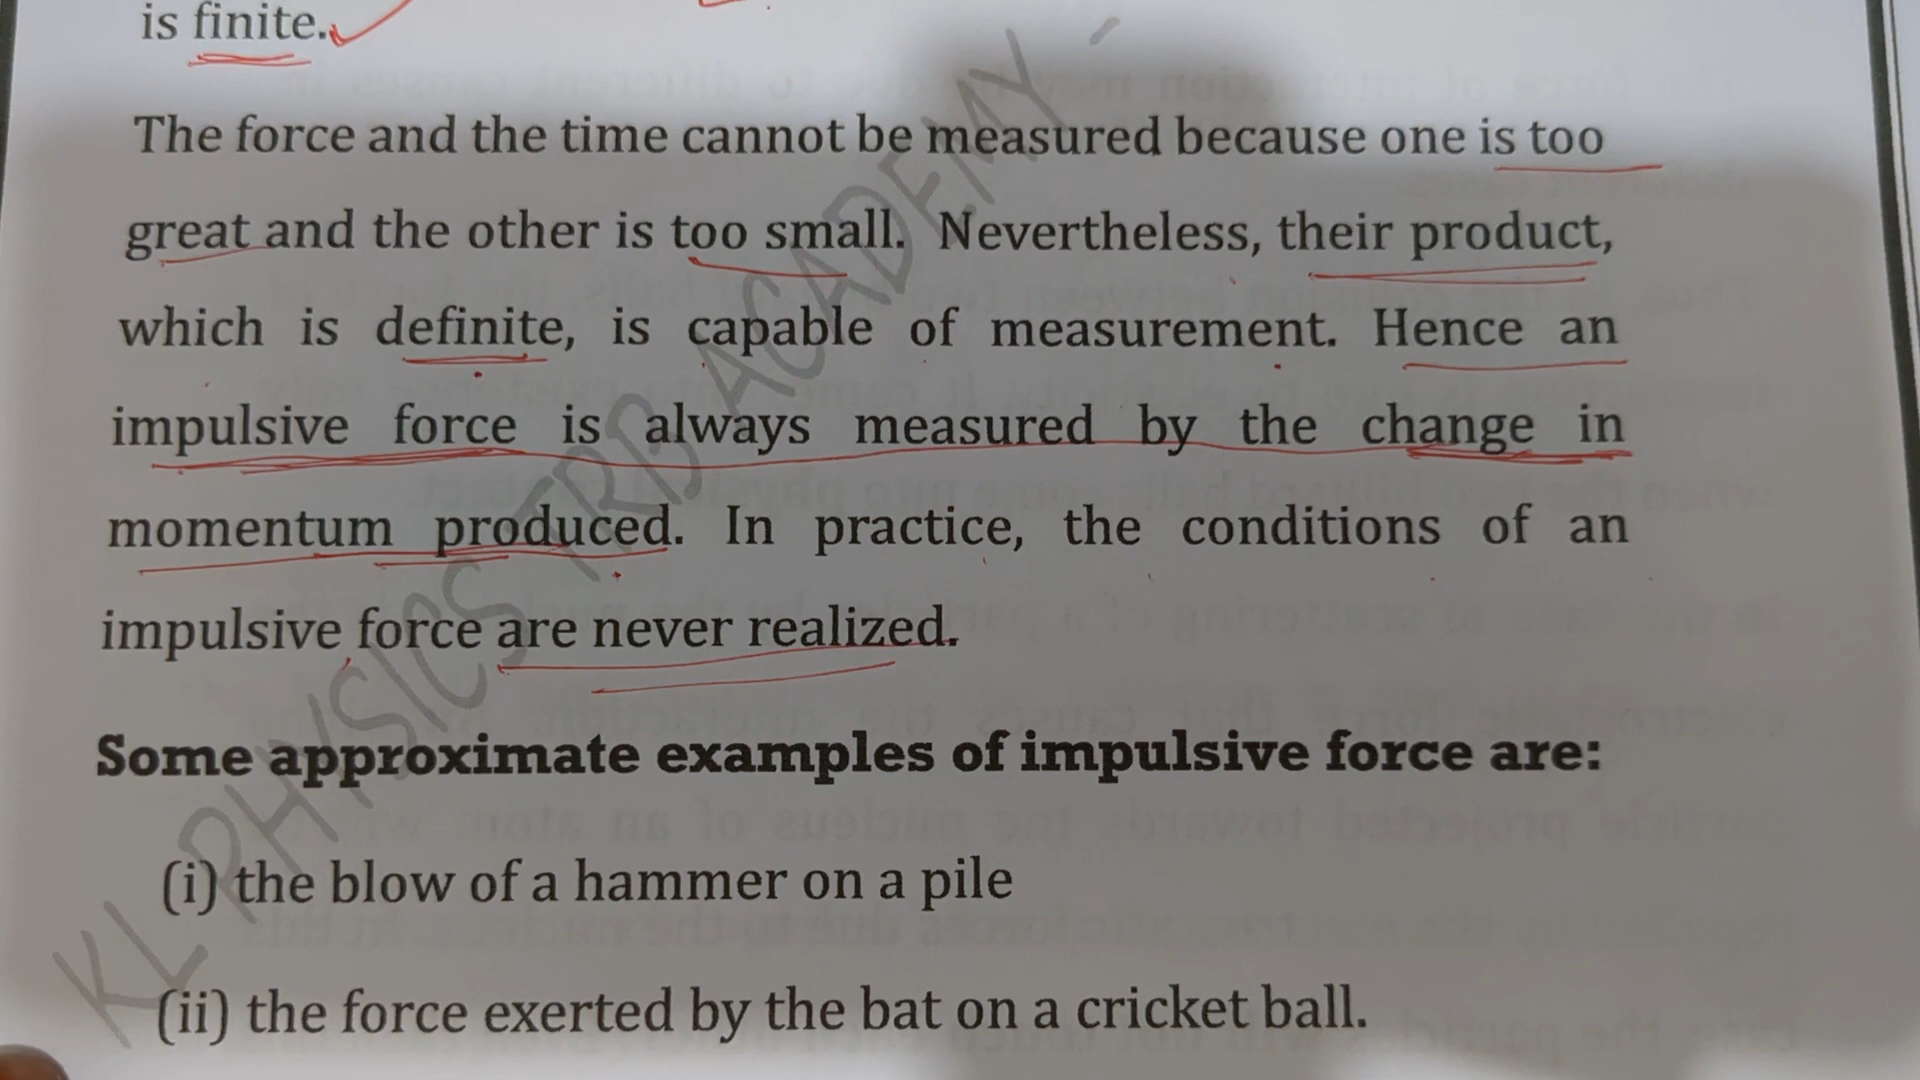 is finite.
The force and the time cannot be measured because one is too
great and the other is too small. Nevertheless, their product,
which is definite, is capable of measurement. Hence an
impulsive force is always measured by the change in
momentum produced. In practice, the conditions of an
impulsive force are never realized.
Some approximate examples of impulsive force are:
(i) the blow of a hammer on a pile
(ii) the force exerted by the bat on a cricket ball.
KL PHYSICS TRB ACADEMY -